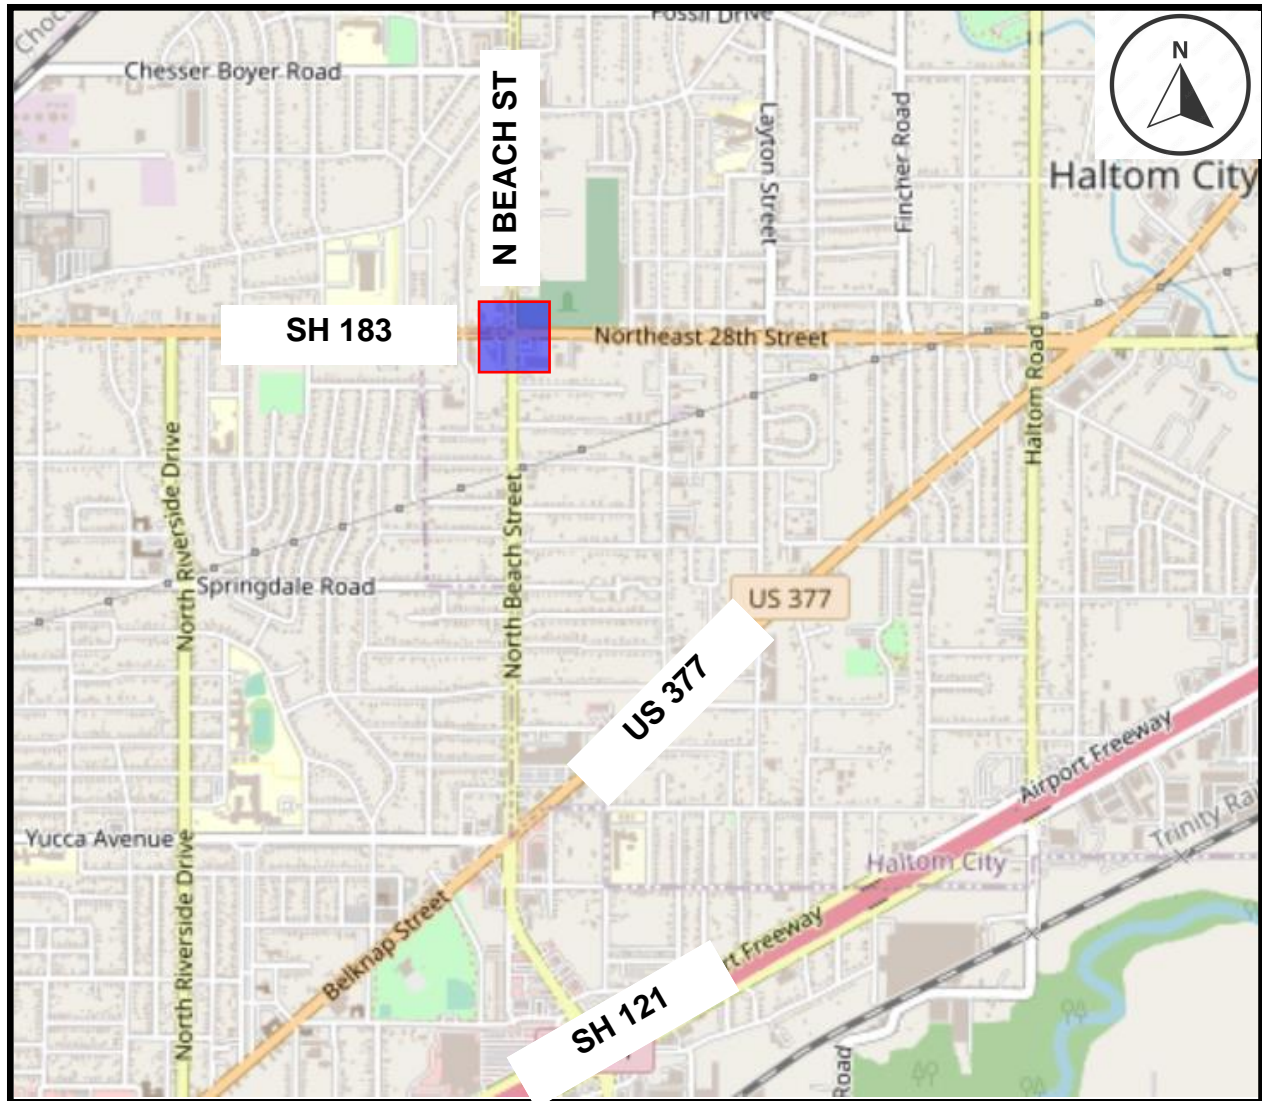 Fossil Drive
Choc
N
Chesser Boyer Road
N BEACH ST
Layton Street
Fincher Road
Haltom City
SH 183
Northeast 28th Street
Haltom Road
North Riverside Drive
North Beach Street
Springdale Road
US 377
US 377
Airport Freeway
Trinity Rai
Yucca Avenue
Haltom City
North Riverside Drive
Belknap Street
rt Freeway
SH 121
Road